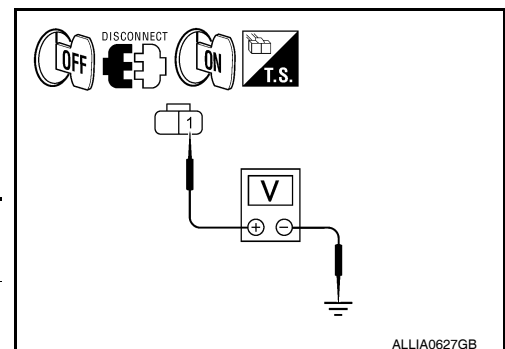 DISCONNECT
OFF
ON
T.S.
1
V
+ −
ALLIA0627GB